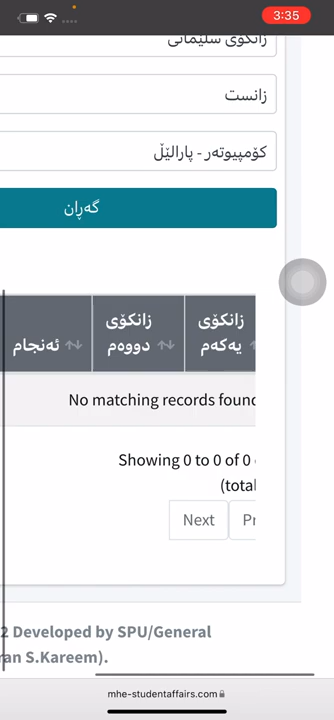 3:35
زانکۆی سلێمانی
زانست
کۆمپیوتەر - پارالێڵ
گەڕان
زانکۆی یەکەم
زانکۆی دووەم
ئەنجام
No matching records found
Showing 0 to 0 of 0
(total
Next
Pr
2 Developed by SPU/General
ran S.Kareem).
mhe-studentaffairs.com